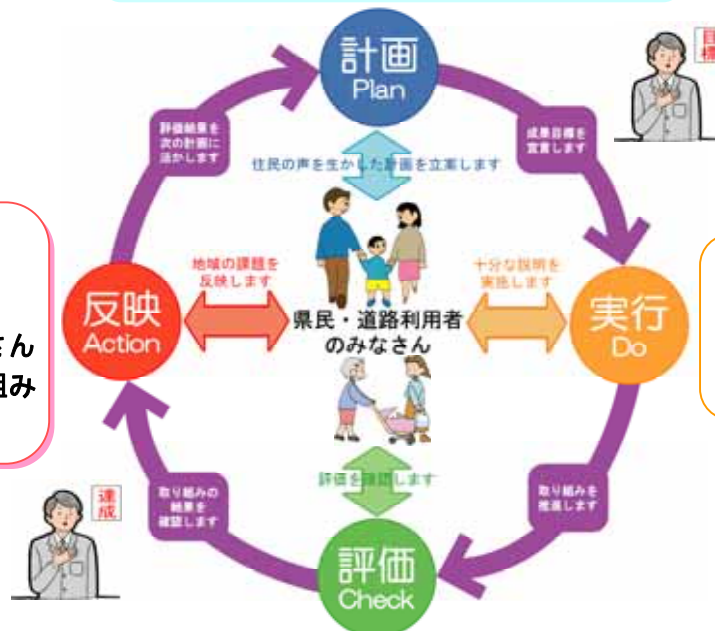 計画
Plan
目標
評価結果を
次の計画に
活かします
成果目標を
宣言します
住民の声を生かした計画を立案します
地域の課題を
反映します
十分な説明を
実施します
反映
Action
県民・道路利用者
のみなさん
実行
Do
さん
組み
評価を確認します
達成
取り組みの
結果を
確認します
取り組みを
推進します
評価
Check